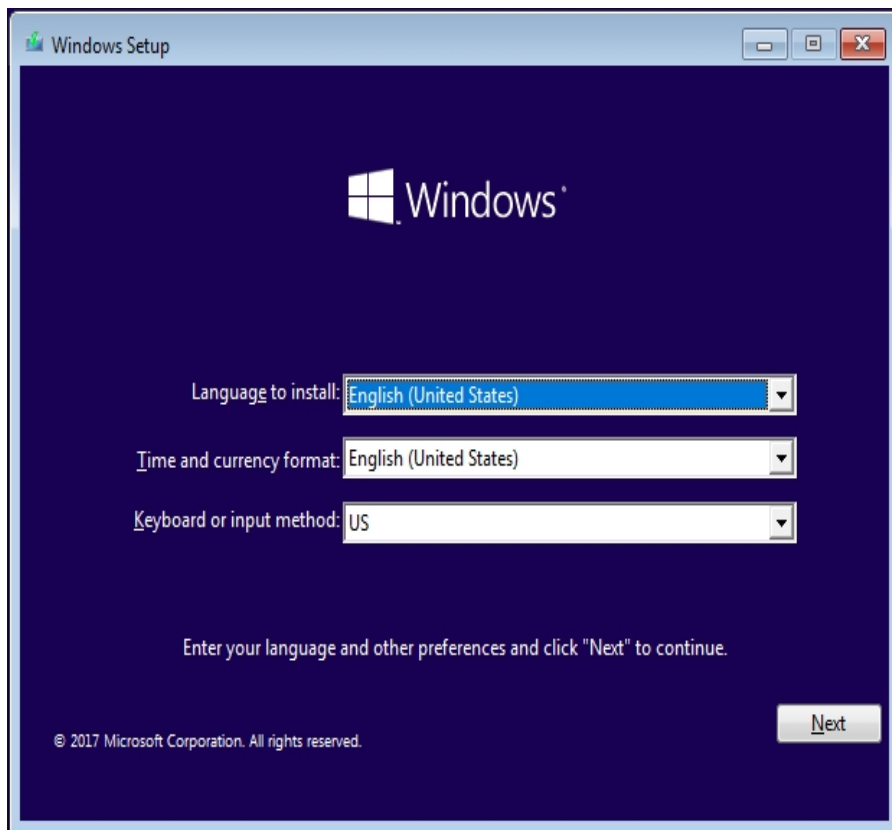 Windows Setup
Windows
Language to install: English (United States)
Time and currency format: English (United States)
Keyboard or input method: US
Enter your language and other preferences and click "Next" to continue.
Next
© 2017 Microsoft Corporation. All rights reserved.